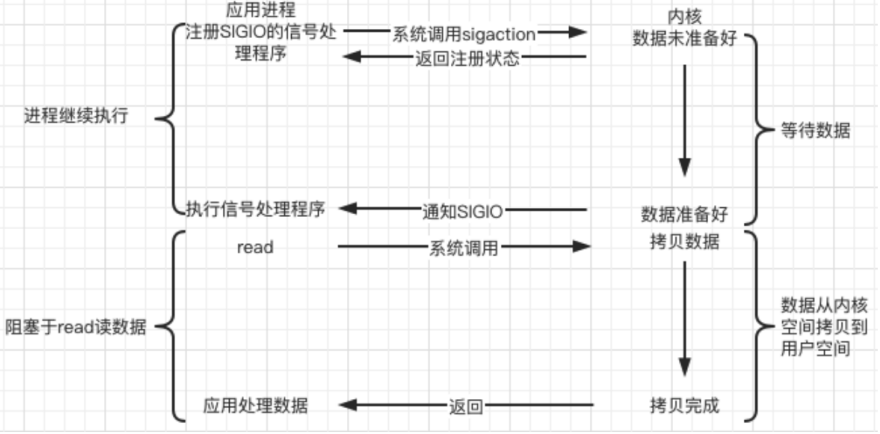 应用进程
内核
注册SIGIO的信号处
理程序
系统调用sigaction
数据未准备好
返回注册状态
进程继续执行
等待数据
执行信号处理程序
通知SIGIO
数据准备好
read
系统调用
拷贝数据
阻塞于read读数据
数据从内核
空间拷贝到
用户空间
应用处理数据
返回
拷贝完成